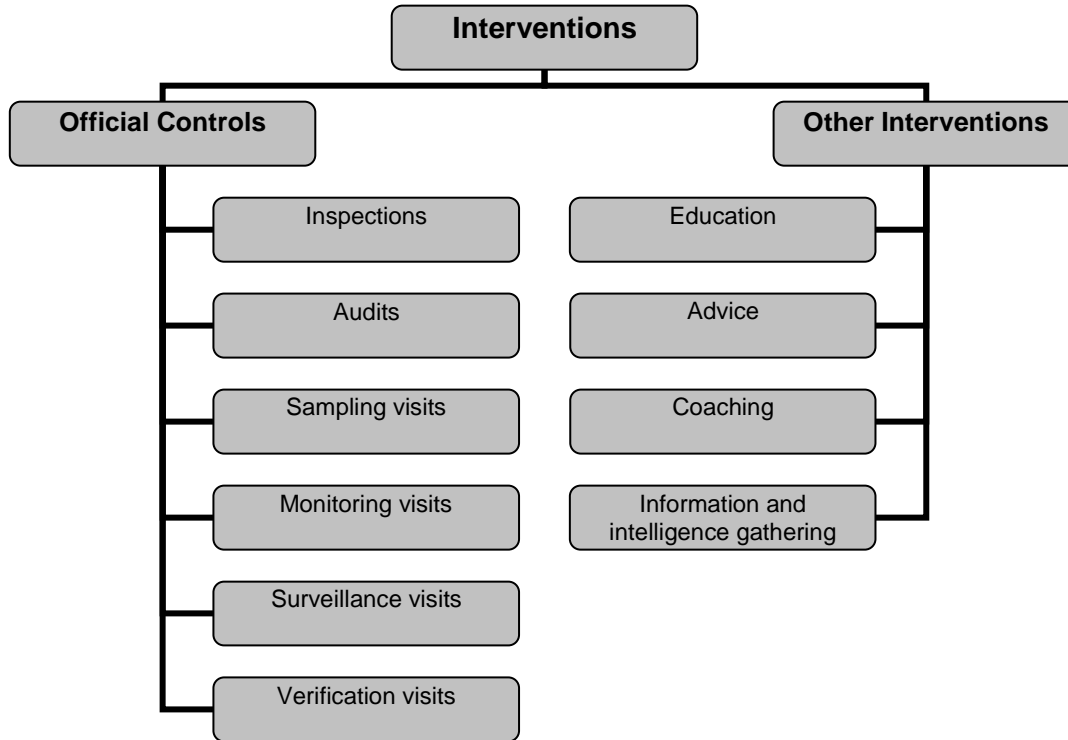 Interventions
Official Controls
Other Interventions
Inspections
Education
Audits
Advice
Sampling visits
Coaching
Monitoring visits
Information and
intelligence gathering
Surveillance visits
Verification visits